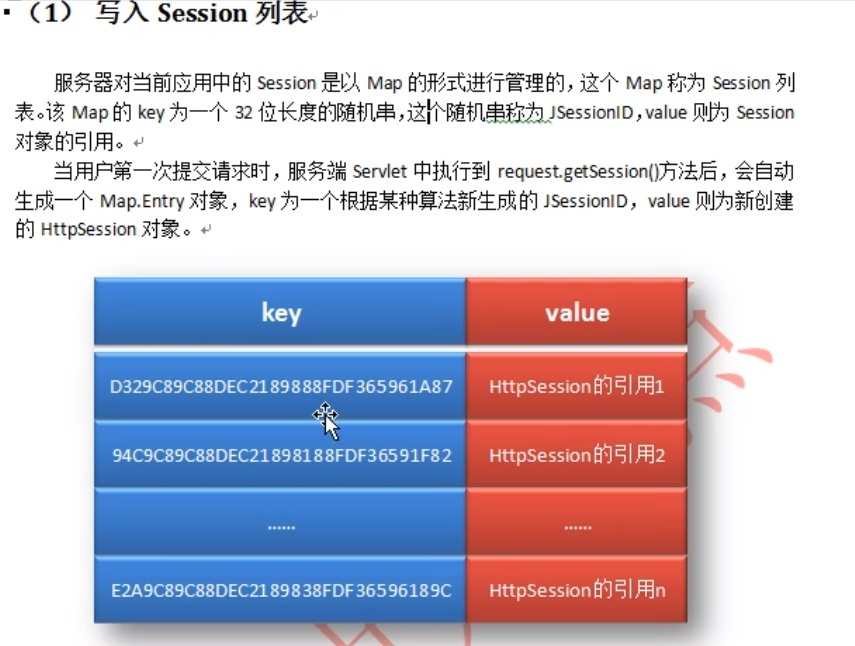 ▪（1） 写入 Session 列表
服务器对当前应用中的 Session 是以 Map 的形式进行管理的，这个 Map 称为 Session 列
表。该 Map 的 key 为一个 32 位长度的随机串，这个随机串称为 JSessionID，value 则为 Session
对象的引用。
当用户第一次提交请求时，服务端 Servlet 中执行到 request.getSession()方法后，会自动
生成一个 Map.Entry 对象，key 为一个根据某种算法新生成的 JSessionID，value 则为新创建
的 HttpSession 对象。
key value
D329C89C88DEC2189888FDF365961A87 HttpSession的引用1
94C9C89C88DEC21898188FDF36591F82 HttpSession的引用2
…… ……
E2A9C89C88DEC2189838FDF36596189C HttpSession的引用n